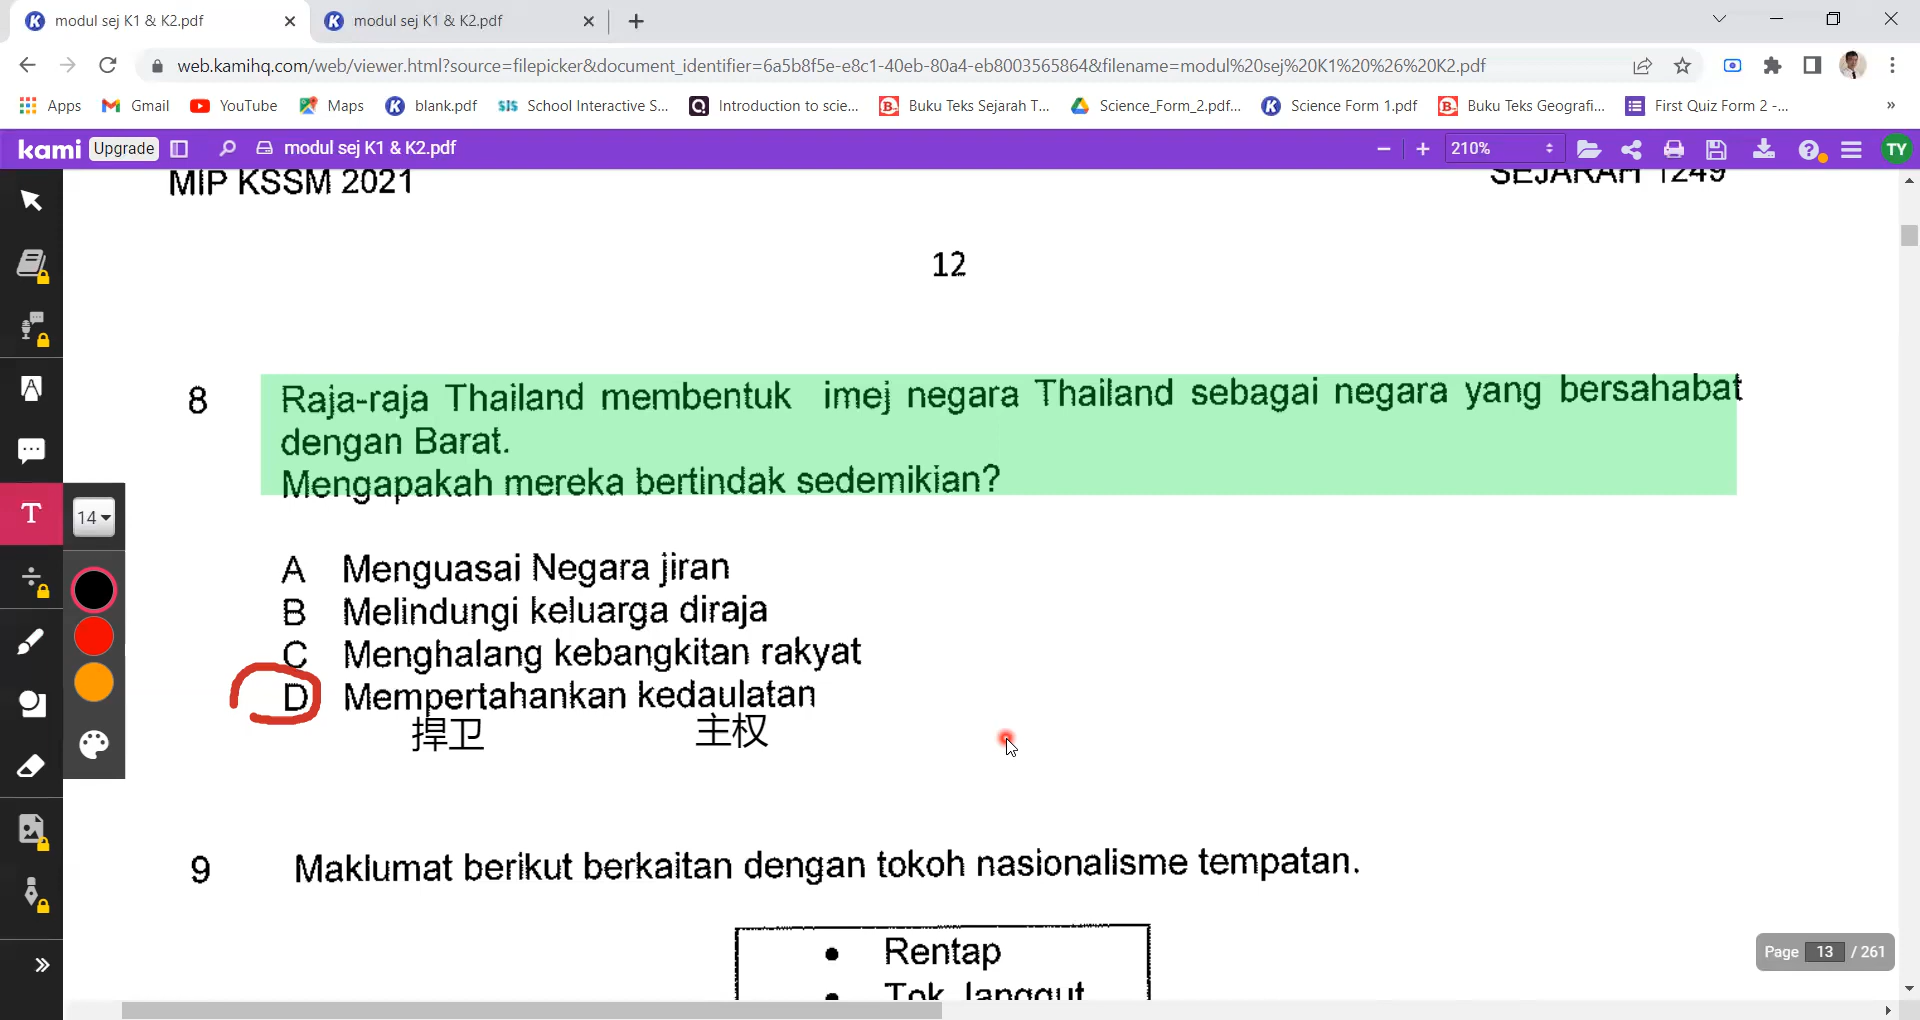 modul sej K1 & K2.pdf
modul sej K1 & K2.pdf
web.kamihq.com/web/viewer.html?source=filepicker&document_identifier=6a5b8f5e-e8c1-40eb-80a4-eb8003565864&filename=modul%20sej%20K1%20%26%20K2.pdf
Apps Gmail YouTube Maps blank.pdf SIS School Interactive S... Introduction to scie... Buku Teks Sejarah T... Science_Form_2.pdf... Science Form 1.pdf Buku Teks Geografi... First Quiz Form 2 -... »
kami Upgrade modul sej K1 & K2.pdf 210% TY
MIP KSSM 2021 SEJARAH 1249
12
8 Raja-raja Thailand membentuk imej negara Thailand sebagai negara yang bersahabat
dengan Barat.
Mengapakah mereka bertindak sedemikian?
14
A Menguasai Negara jiran
B Melindungi keluarga diraja
C Menghalang kebangkitan rakyat
D Mempertahankan kedaulatan
捍卫 主权
9 Maklumat berikut berkaitan dengan tokoh nasionalisme tempatan.
• Rentap
• Tok Janggut
Page 13 / 261